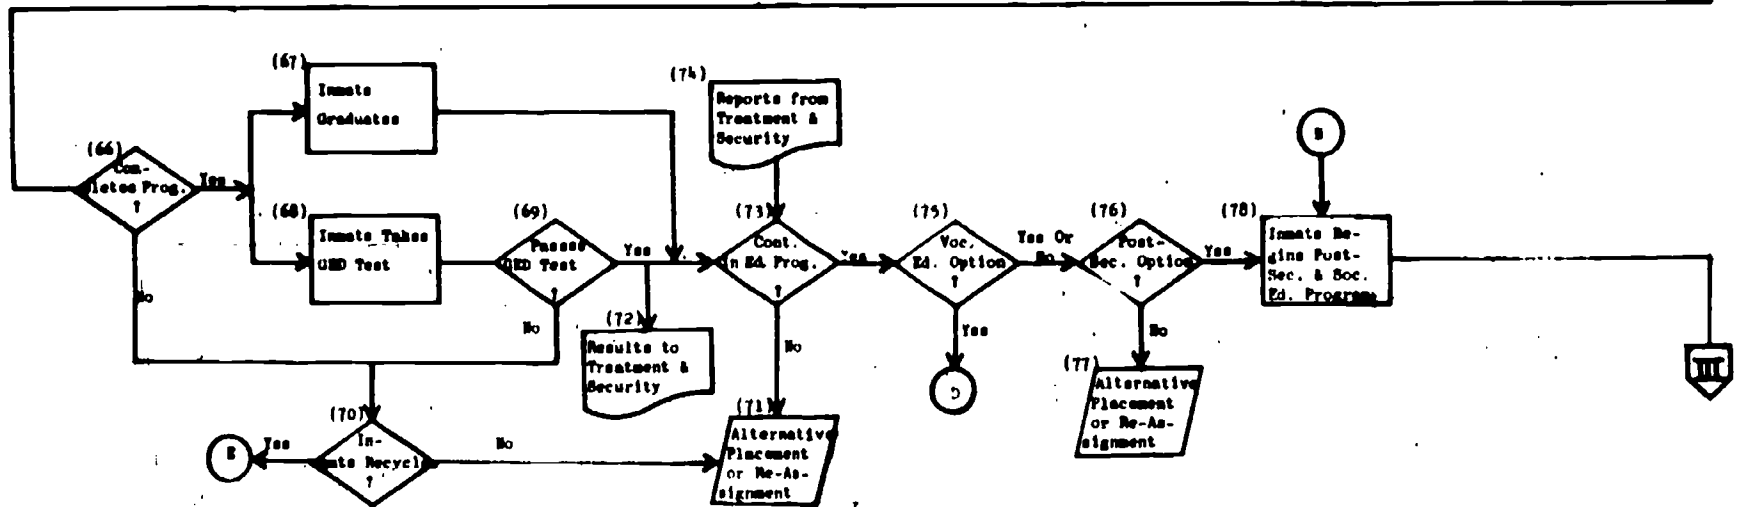 (66)
Com-
pletes Prog.
?
Yes
No
(67)
Inmate
Graduates
(68)
Inmate Takes
GED Test
(69)
Passes
GED Test
?
Yes
No
(70)
In-
mate Recycle
?
Yes
No
E
(72)
Results to
Treatment &
Security
(74)
Reports from
Treatment &
Security
(73)
Cont.
In Ed. Prog.
?
Yes
No
(71)
Alternative
Placement
or Re-As-
signment
(75)
Voc.
Ed. Option
?
Yes Or
No
Yes
(76)
Post-
Sec. Option
?
Yes
No
(77)
Alternative
Placement
or Re-As-
signment
(78)
Inmate Be-
gins Post-
Sec. & Soc.
Ed. Programs
III